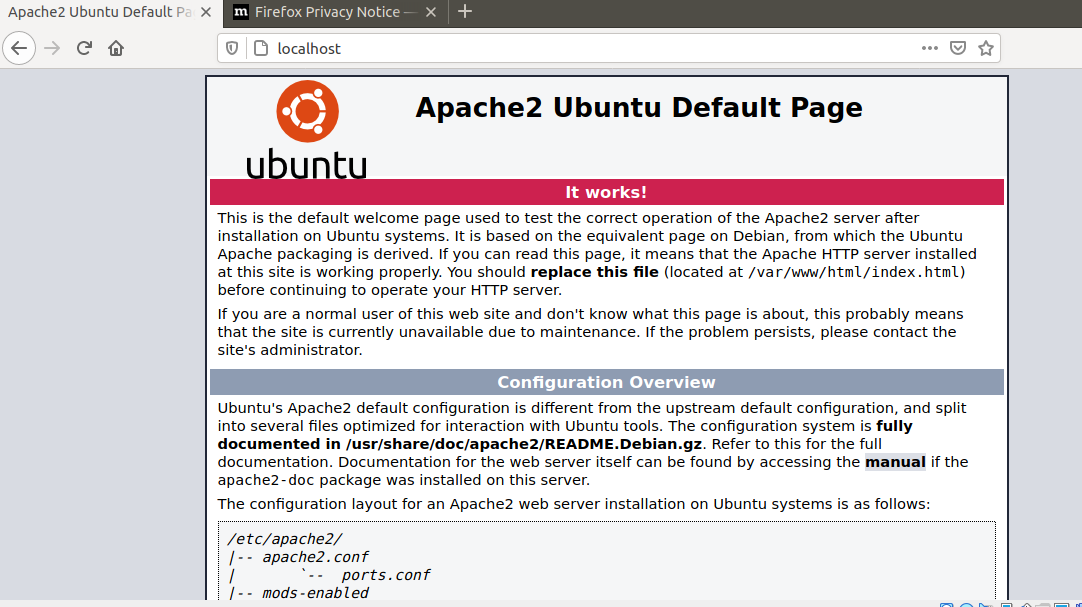 Apache2 Ubuntu Default Pa
m Firefox Privacy Notice —
localhost
ubuntu
Apache2 Ubuntu Default Page
It works!
This is the default welcome page used to test the correct operation of the Apache2 server after
installation on Ubuntu systems. It is based on the equivalent page on Debian, from which the Ubuntu
Apache packaging is derived. If you can read this page, it means that the Apache HTTP server installed
at this site is working properly. You should replace this file (located at /var/www/html/index.html)
before continuing to operate your HTTP server.
If you are a normal user of this web site and don't know what this page is about, this probably means
that the site is currently unavailable due to maintenance. If the problem persists, please contact the
site's administrator.
Configuration Overview
Ubuntu's Apache2 default configuration is different from the upstream default configuration, and split
into several files optimized for interaction with Ubuntu tools. The configuration system is fully
documented in /usr/share/doc/apache2/README.Debian.gz. Refer to this for the full
documentation. Documentation for the web server itself can be found by accessing the manual if the
apache2-doc package was installed on this server.
The configuration layout for an Apache2 web server installation on Ubuntu systems is as follows:
/etc/apache2/
|-- apache2.conf
|       `--  ports.conf
|-- mods-enabled